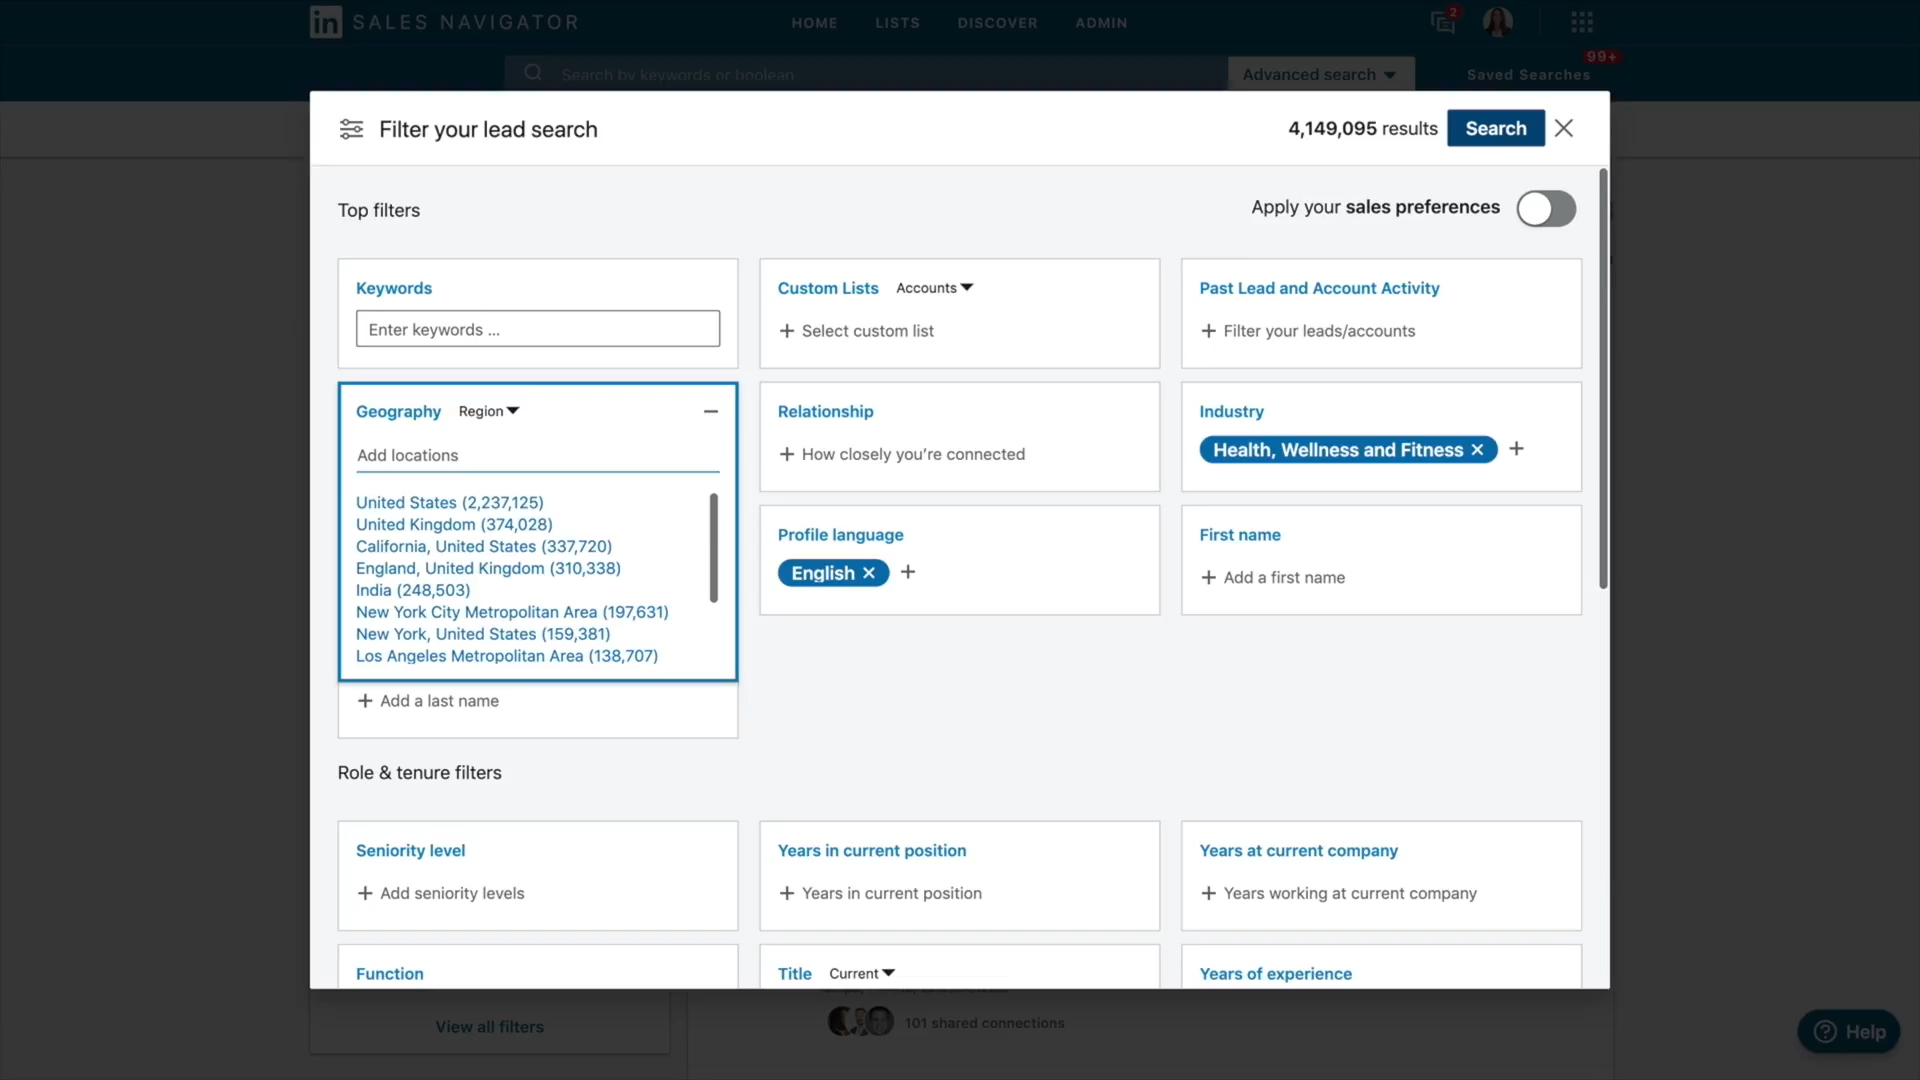 in SALES NAVIGATOR
HOME
LISTS
DISCOVER
ADMIN
2
Search by keywords or boolean
Advanced search
99+
Saved Searches
Filter your lead search
4,149,095 results
Search
Top filters
Apply your sales preferences
Keywords
Enter keywords ...
Custom Lists Accounts
+ Select custom list
Past Lead and Account Activity
+ Filter your leads/accounts
Geography Region
Add locations
United States (2,237,125)
United Kingdom (374,028)
California, United States (337,720)
England, United Kingdom (310,338)
India (248,503)
New York City Metropolitan Area (197,631)
New York, United States (159,381)
Los Angeles Metropolitan Area (138,707)
Relationship
+ How closely you're connected
Industry
Health, Wellness and Fitness × +
Profile language
English × +
First name
+ Add a first name
+ Add a last name
Role & tenure filters
Seniority level
+ Add seniority levels
Years in current position
+ Years in current position
Years at current company
+ Years working at current company
Function
Title Current
Years of experience
View all filters
101 shared connections
Help